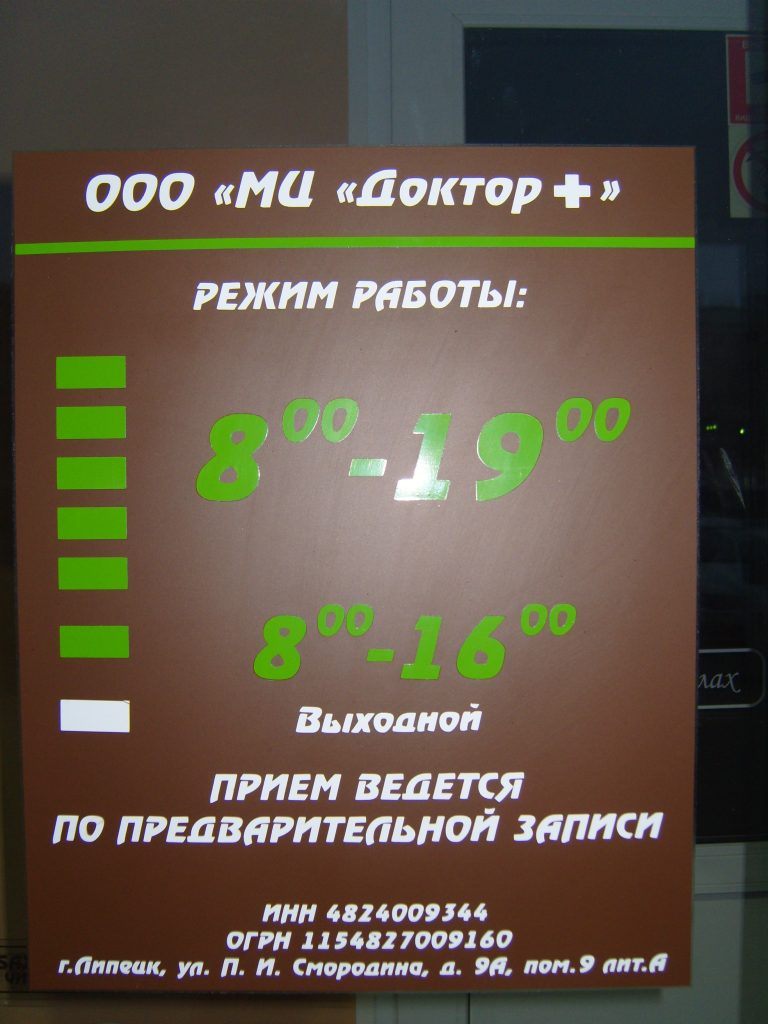 ООО «МЦ «Доктор+»
РЕЖИМ РАБОТЫ:
8⁰⁰-19⁰⁰
8⁰⁰-16⁰⁰
Выходной
ПРИЕМ ВЕДЕТСЯ
ПО ПРЕДВАРИТЕЛЬНОЙ ЗАПИСИ
ИНН 4824009344
ОГРН 1154827009160
г.Липецк, ул. П. И. Смородина, д. 9А, пом.9 лит.А